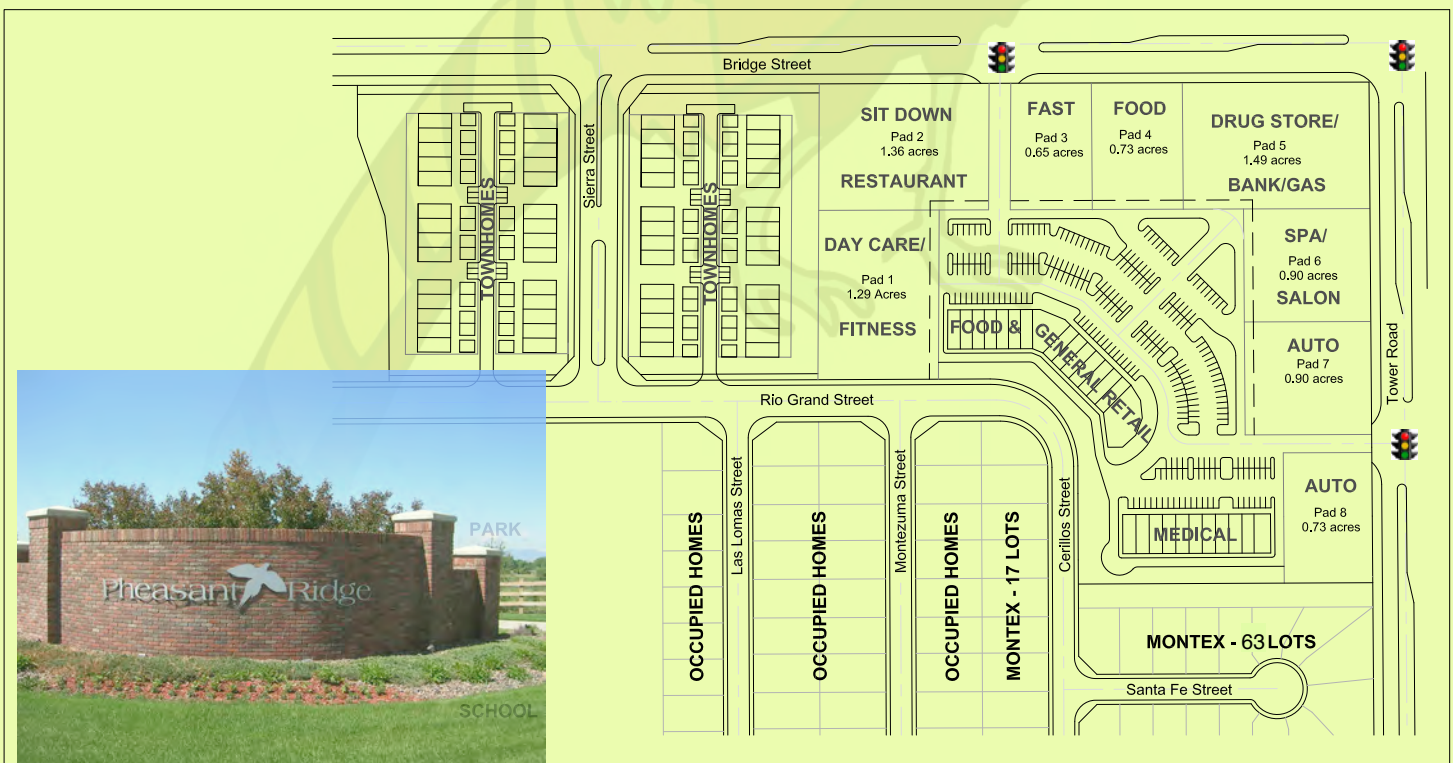 Bridge Street
SIT DOWN
Pad 2
1.36 acres
RESTAURANT
FAST
Pad 3
0.65 acres
FOOD
Pad 4
0.73 acres
DRUG STORE/
Pad 5
1.49 acres
BANK/GAS
Sierra Street
TOWNHOMES
TOWNHOMES
DAY CARE/
Pad 1
1.29 Acres
FITNESS
SPA/
Pad 6
0.90 acres
SALON
FOOD &
GENERAL RETAIL
AUTO
Pad 7
0.90 acres
Tower Road
Rio Grand Street
OCCUPIED HOMES
Las Lomas Street
OCCUPIED HOMES
Montezuma Street
OCCUPIED HOMES
MONTEX - 17 LOTS
Cerillos Street
MEDICAL
AUTO
Pad 8
0.73 acres
MONTEX - 63 LOTS
Santa Fe Street
PARK
Pheasant Ridge
SCHOOL